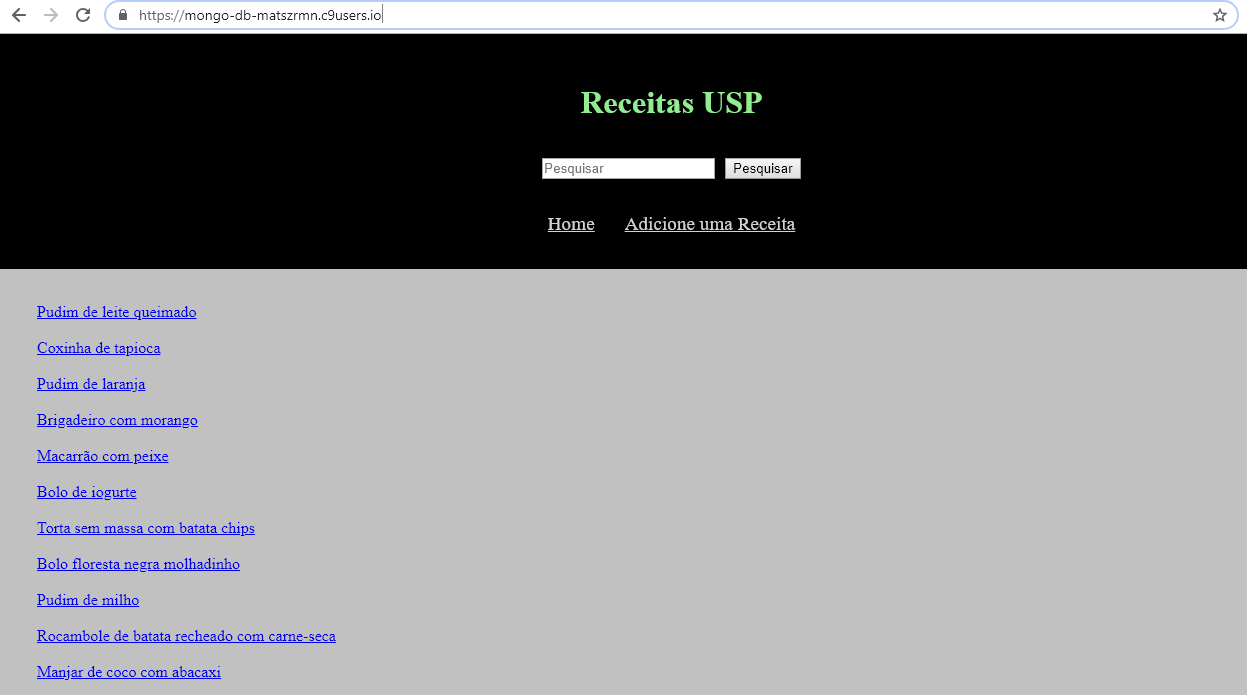 https://mongo-db-matszrmn.c9users.io
Receitas USP
Pesquisar Pesquisar
Home Adicione uma Receita
Pudim de leite queimado
Coxinha de tapioca
Pudim de laranja
Brigadeiro com morango
Macarrão com peixe
Bolo de iogurte
Torta sem massa com batata chips
Bolo floresta negra molhadinho
Pudim de milho
Rocambole de batata recheado com carne-seca
Manjar de coco com abacaxi